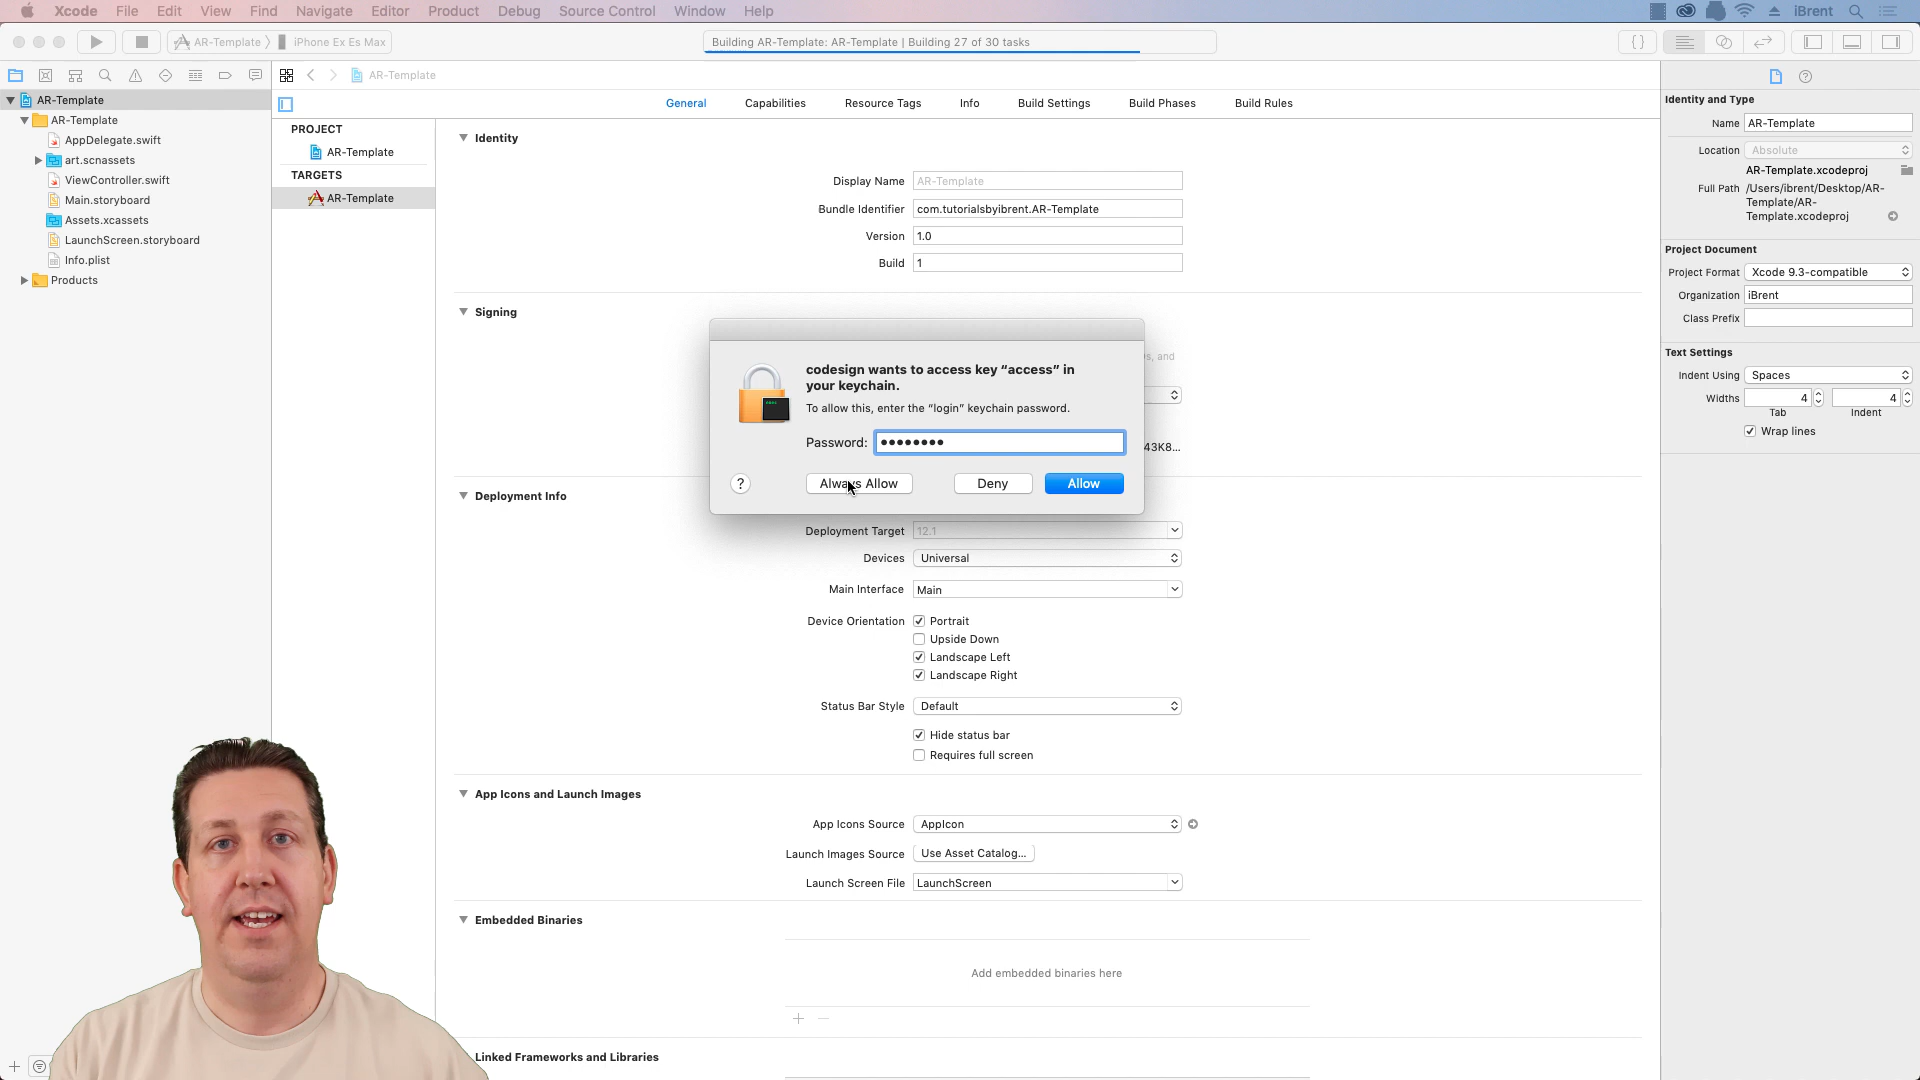 Xcode File Edit View Find Navigate Editor Product Debug Source Control Window Help
iBrent
AR-Template iPhone Ex Es Max
Building AR-Template: AR-Template | Building 27 of 30 tasks
AR-Template
AR-Template
AppDelegate.swift
art.scnassets
ViewController.swift
Main.storyboard
Assets.xcassets
LaunchScreen.storyboard
Info.plist
Products
AR-Template
General Capabilities Resource Tags Info Build Settings Build Phases Build Rules
PROJECT
AR-Template
TARGETS
AR-Template
Identity
Display Name AR-Template
Bundle Identifier com.tutorialsbyibrent.AR-Template
Version 1.0
Build 1
Signing
s, and
43K8...
codesign wants to access key “access” in
your keychain.
To allow this, enter the “login” keychain password.
Password: ••••••••
? Always Allow Deny Allow
Deployment Info
Deployment Target 12.1
Devices Universal
Main Interface Main
Device Orientation Portrait
Upside Down
Landscape Left
Landscape Right
Status Bar Style Default
Hide status bar
Requires full screen
App Icons and Launch Images
App Icons Source AppIcon
Launch Images Source Use Asset Catalog...
Launch Screen File LaunchScreen
Embedded Binaries
Add embedded binaries here
Linked Frameworks and Libraries
Identity and Type
Name AR-Template
Location Absolute
AR-Template.xcodeproj
Full Path /Users/ibrent/Desktop/AR-
Template/AR-
Template.xcodeproj
Project Document
Project Format Xcode 9.3-compatible
Organization iBrent
Class Prefix
Text Settings
Indent Using Spaces
Widths 4 4
Tab Indent
Wrap lines